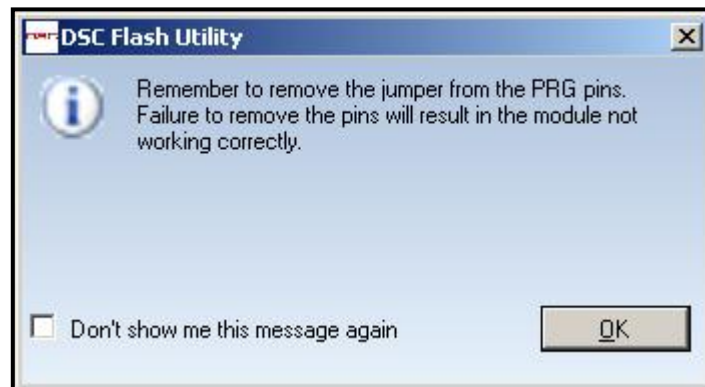 DSC Flash Utility
Remember to remove the jumper from the PRG pins.
Failure to remove the pins will result in the module not
working correctly.
Don't show me this message again
OK